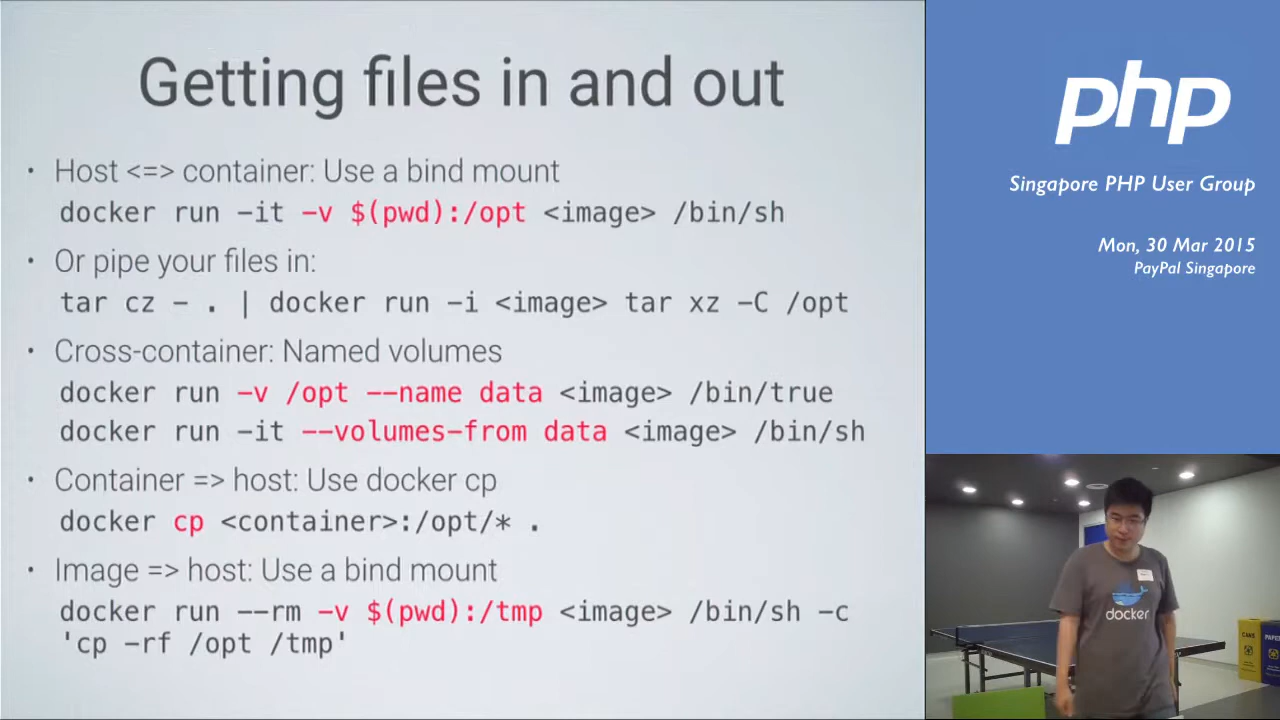 Getting files in and out
• Host <=> container: Use a bind mount
docker run -it -v $(pwd):/opt <image> /bin/sh
• Or pipe your files in:
tar cz - . | docker run -i <image> tar xz -C /opt
• Cross-container: Named volumes
docker run -v /opt --name data <image> /bin/true
docker run -it --volumes-from data <image> /bin/sh
• Container => host: Use docker cp
docker cp <container>:/opt/* .
• Image => host: Use a bind mount
docker run --rm -v $(pwd):/tmp <image> /bin/sh -c
'cp -rf /opt /tmp'
php
Singapore PHP User Group
Mon, 30 Mar 2015
PayPal Singapore
docker
CANS